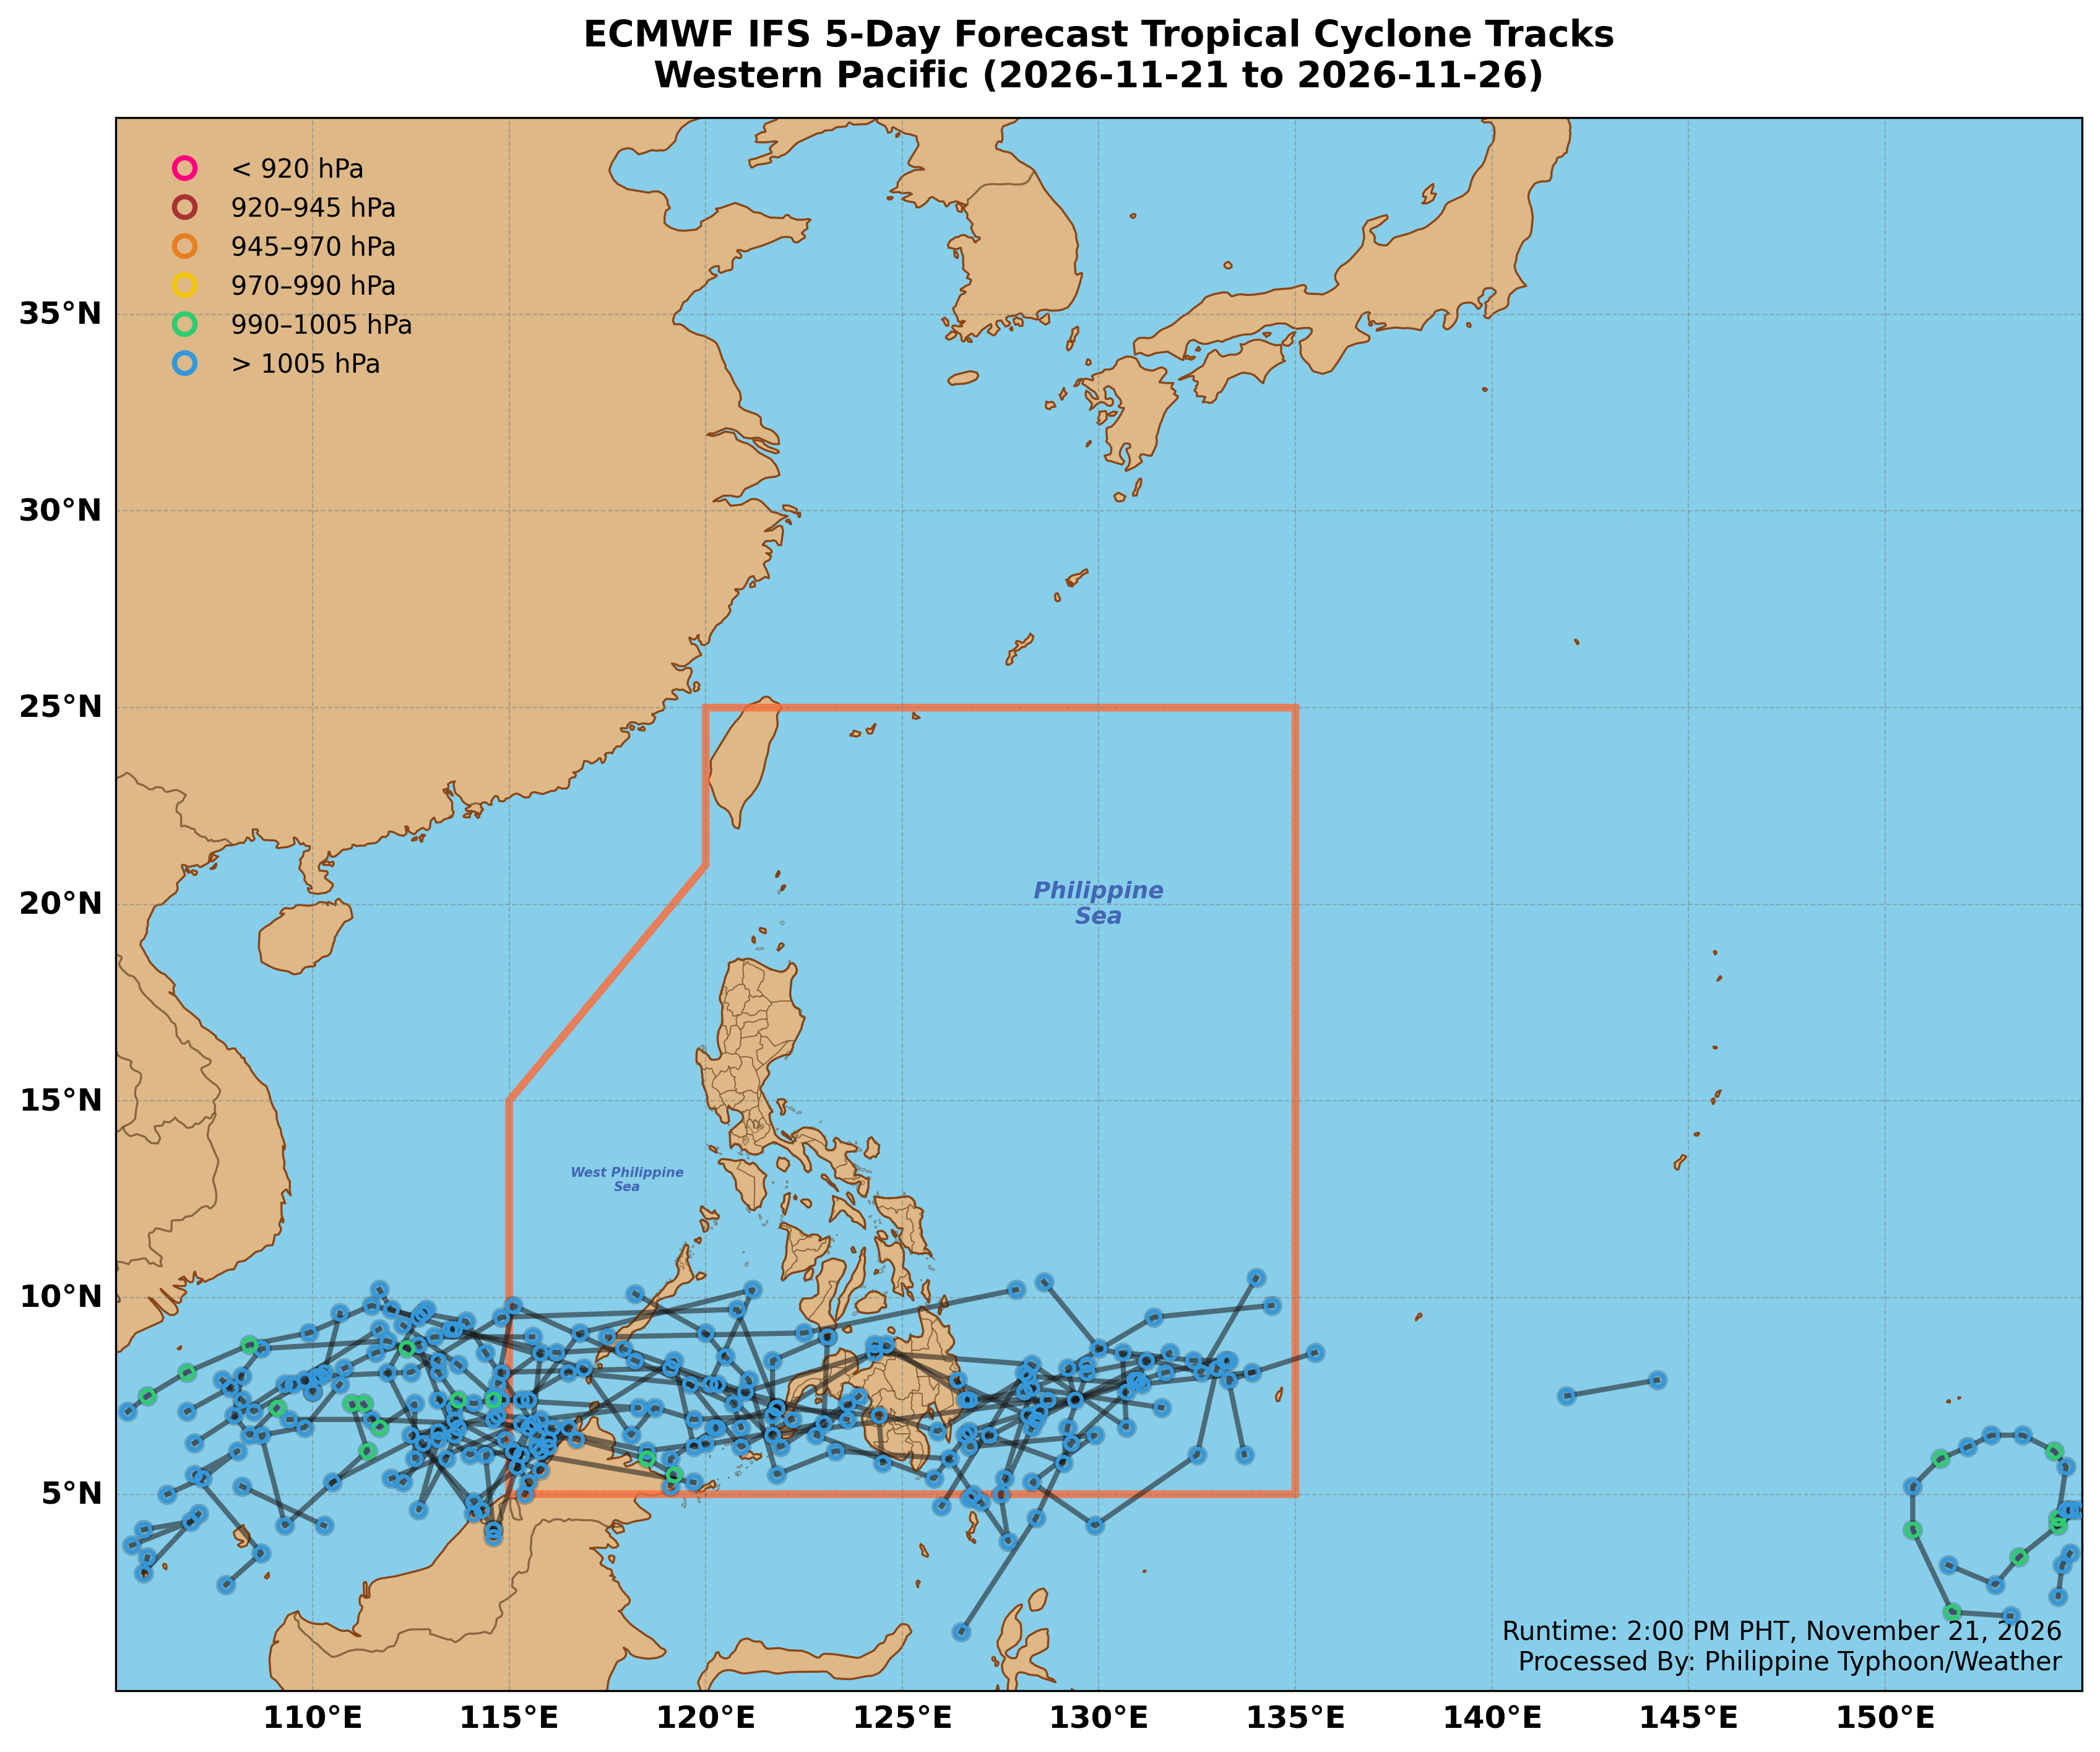 ECMWF IFS 5-Day Forecast Tropical Cyclone Tracks
Western Pacific (2026-11-21 to 2026-11-26)
< 920 hPa
920–945 hPa
945–970 hPa
970–990 hPa
990–1005 hPa
> 1005 hPa
35°N
30°N
25°N
20°N
15°N
10°N
5°N
Philippine
Sea
West Philippine
Sea
Runtime: 2:00 PM PHT, November 21, 2026
Processed By: Philippine Typhoon/Weather
110°E
115°E
120°E
125°E
130°E
135°E
140°E
145°E
150°E